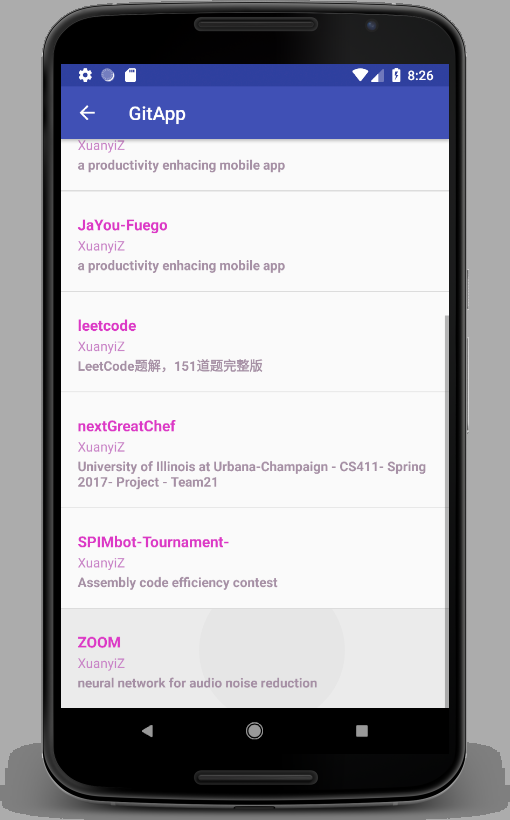 8:26
GitApp
XuanyiZ
a productivity enhacing mobile app
JaYou-Fuego
XuanyiZ
a productivity enhacing mobile app
leetcode
XuanyiZ
LeetCode题解，151道题完整版
nextGreatChef
XuanyiZ
University of Illinois at Urbana-Champaign - CS411- Spring
2017- Project - Team21
SPIMbot-Tournament-
XuanyiZ
Assembly code efficiency contest
ZOOM
XuanyiZ
neural network for audio noise reduction